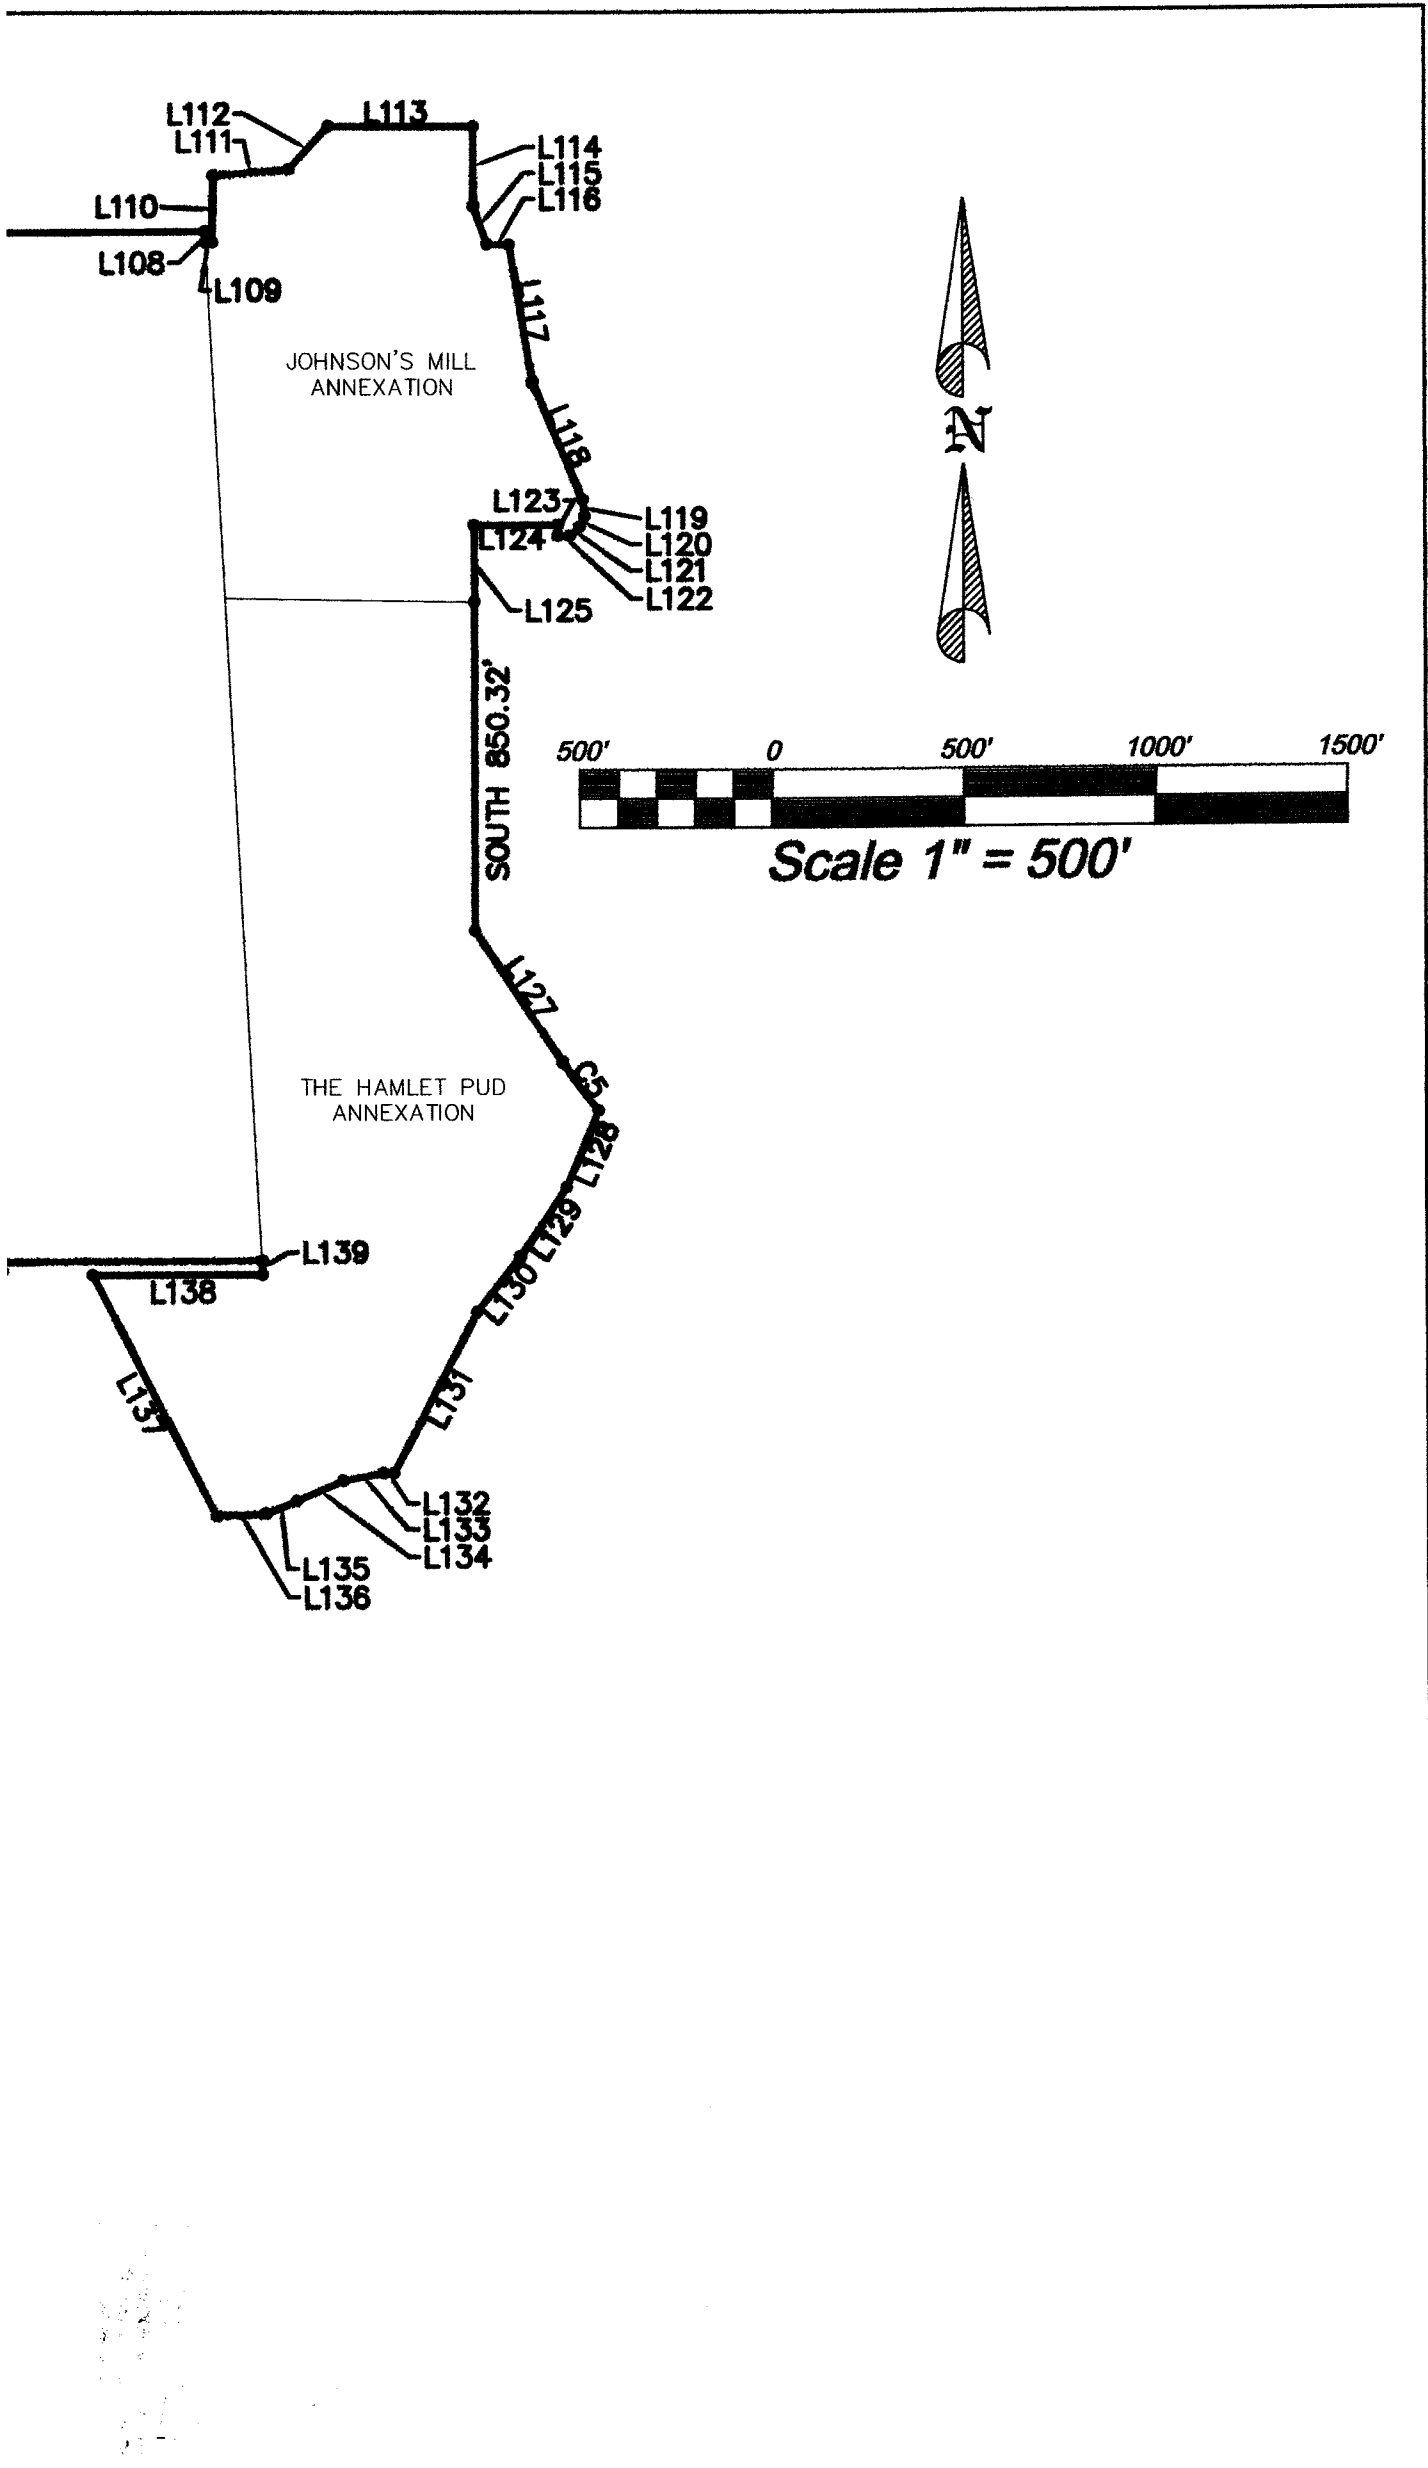 L112
L113
L111
L114
L115
L116
L110
L108
L109
L117
JOHNSON'S MILL
ANNEXATION
L118
L123
L119
L124
L120
L121
L122
L125
N
SOUTH 850.32'
500' 0 500' 1000' 1500'
Scale 1" = 500'
L127
C5
THE HAMLET PUD
ANNEXATION
L128
L129
L139
L138
L130
L131
L137
L132
L133
L134
L135
L136